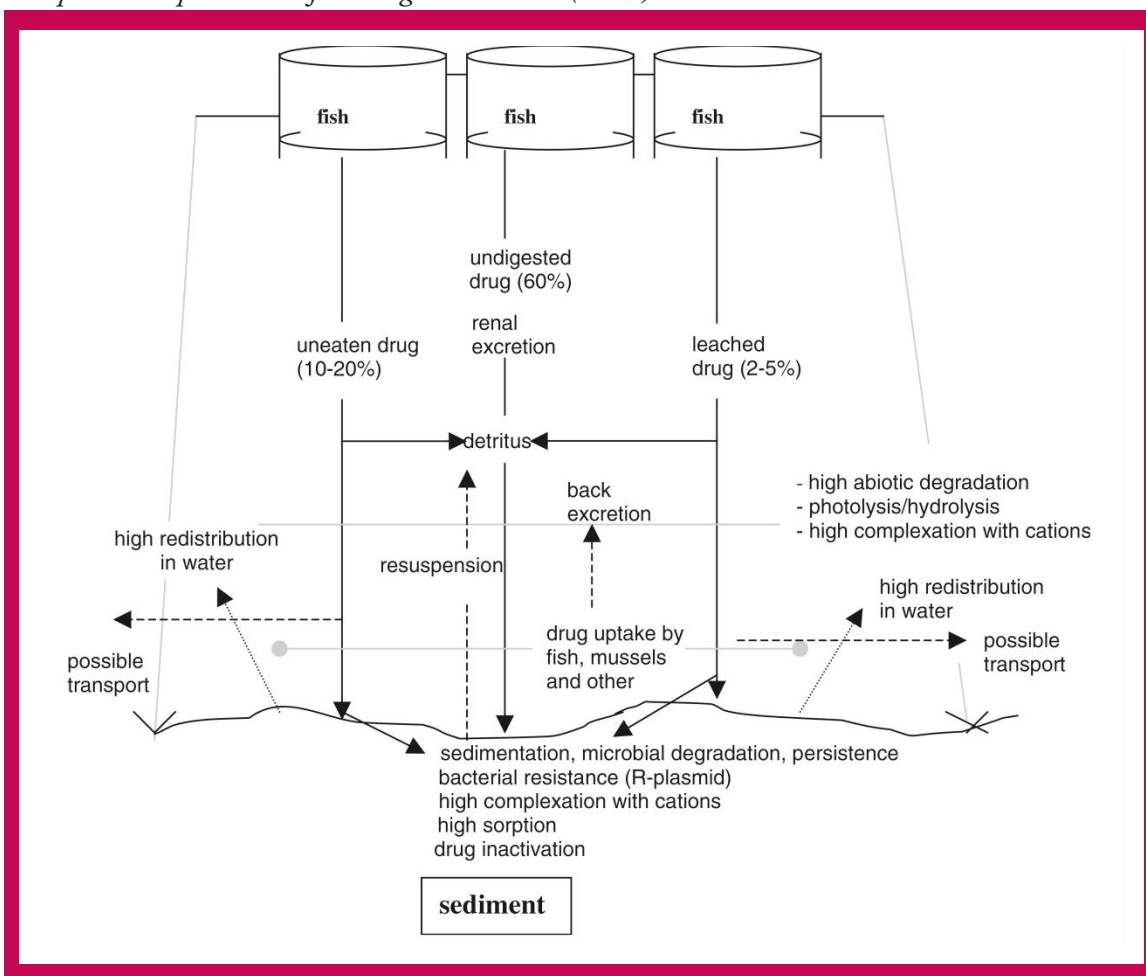 fish
fish
fish
undigested
drug (60%)
renal
excretion
uneaten drug
(10-20%)
leached
drug (2-5%)
detritus
- high abiotic degradation
- photolysis/hydrolysis
- high complexation with cations
back
excretion
high redistribution
in water
resuspension
high redistribution
in water
drug uptake by
fish, mussels
and other
possible
transport
possible
transport
sedimentation, microbial degradation, persistence
bacterial resistance (R-plasmid)
high complexation with cations
high sorption
drug inactivation
sediment